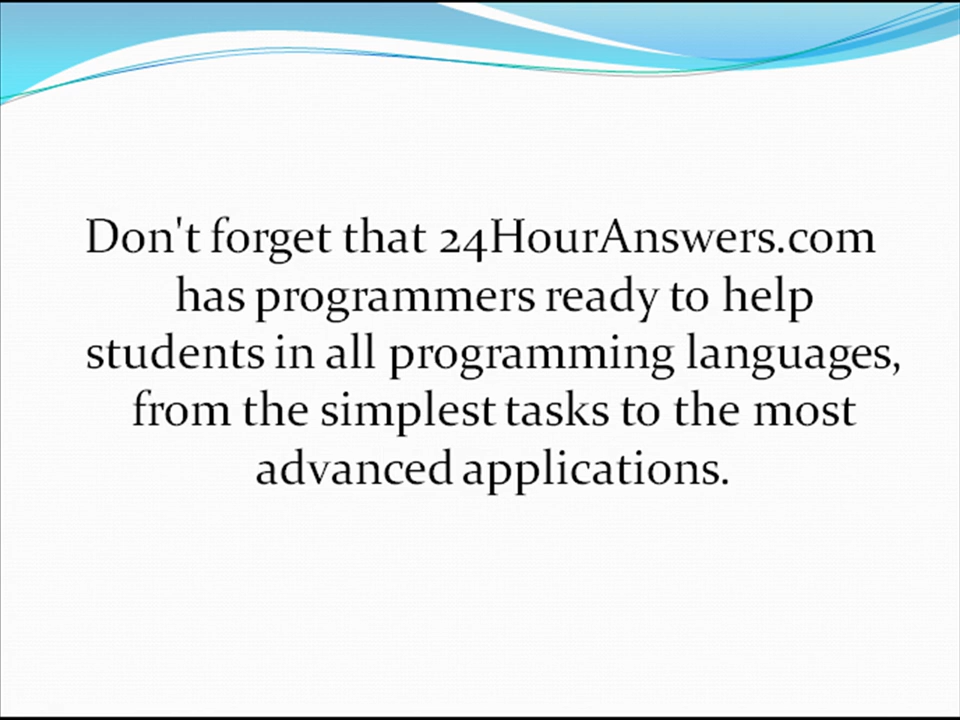 Don't forget that 24HourAnswers.com
has programmers ready to help
students in all programming languages,
from the simplest tasks to the most
advanced applications.